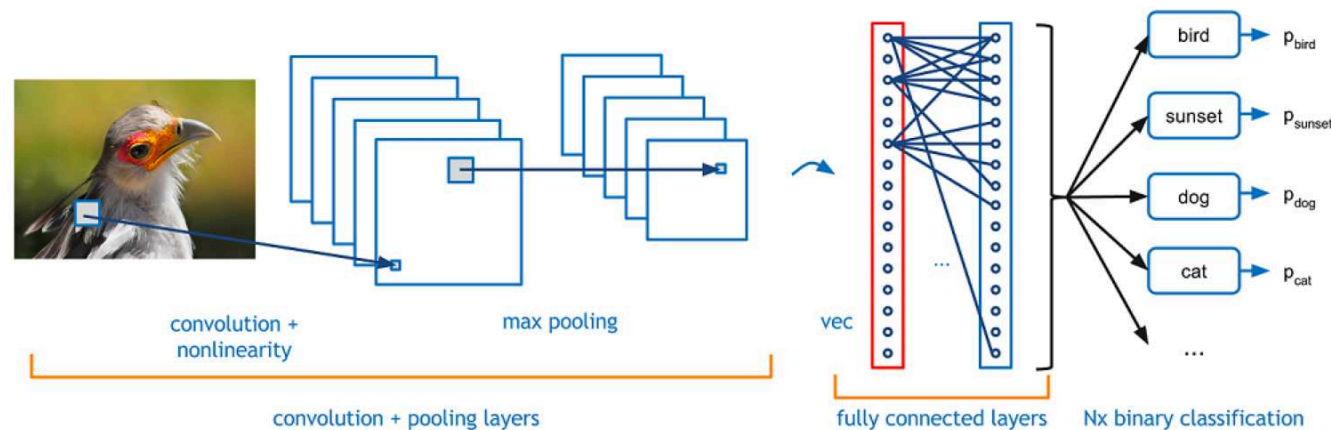 bird
p_bird
sunset
p_sunset
dog
p_dog
cat
p_cat
...
...
convolution +
nonlinearity
max pooling
vec
convolution + pooling layers
fully connected layers
Nx binary classification